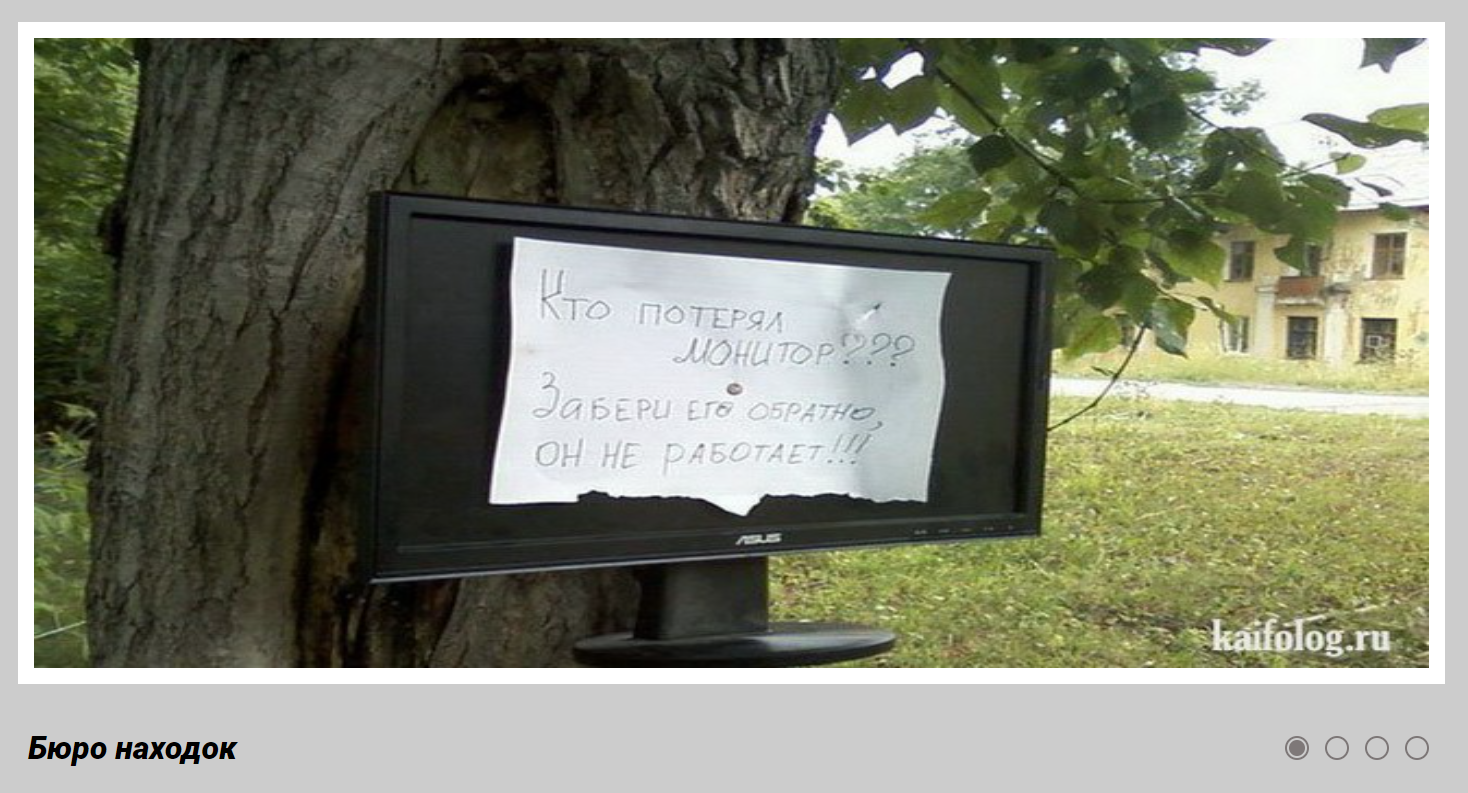 Кто потерял
монитор???
Забери его обратно,
он не работает!!!
ASUS
kaifolog.ru
Бюро находок